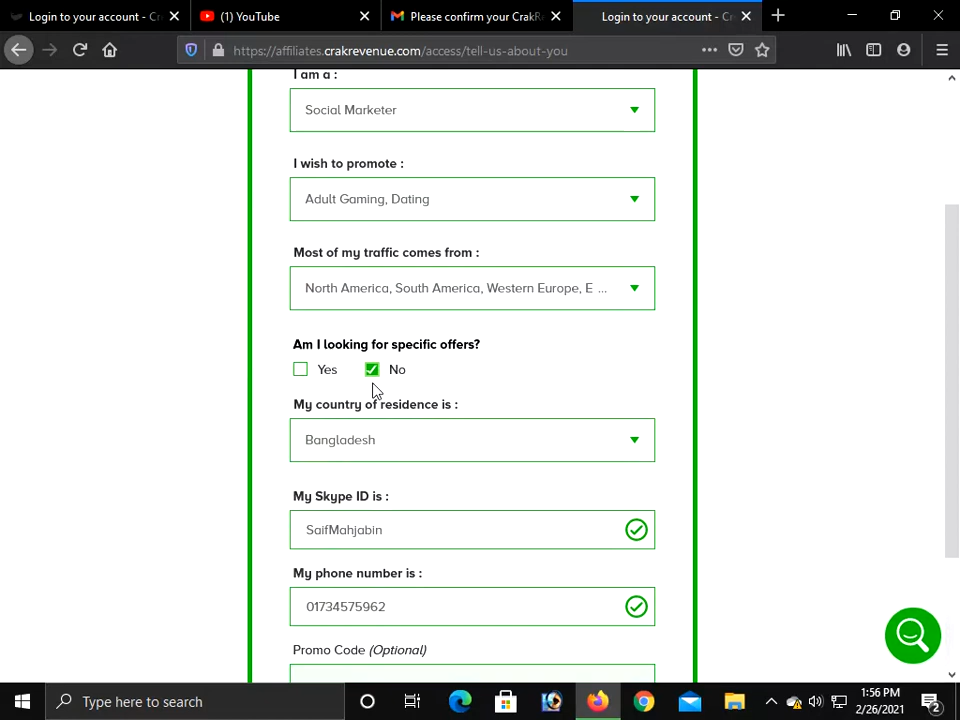 Login to your account - Cr
(1) YouTube
Please confirm your CrakR
Login to your account - Cr
https://affiliates.crakrevenue.com/access/tell-us-about-you
I am a :
Social Marketer
I wish to promote :
Adult Gaming, Dating
Most of my traffic comes from :
North America, South America, Western Europe, E ...
Am I looking for specific offers?
Yes No
My country of residence is :
Bangladesh
My Skype ID is :
SaifMahjabin
My phone number is :
01734575962
Promo Code (Optional)
Type here to search
1:56 PM
2/26/2021
2